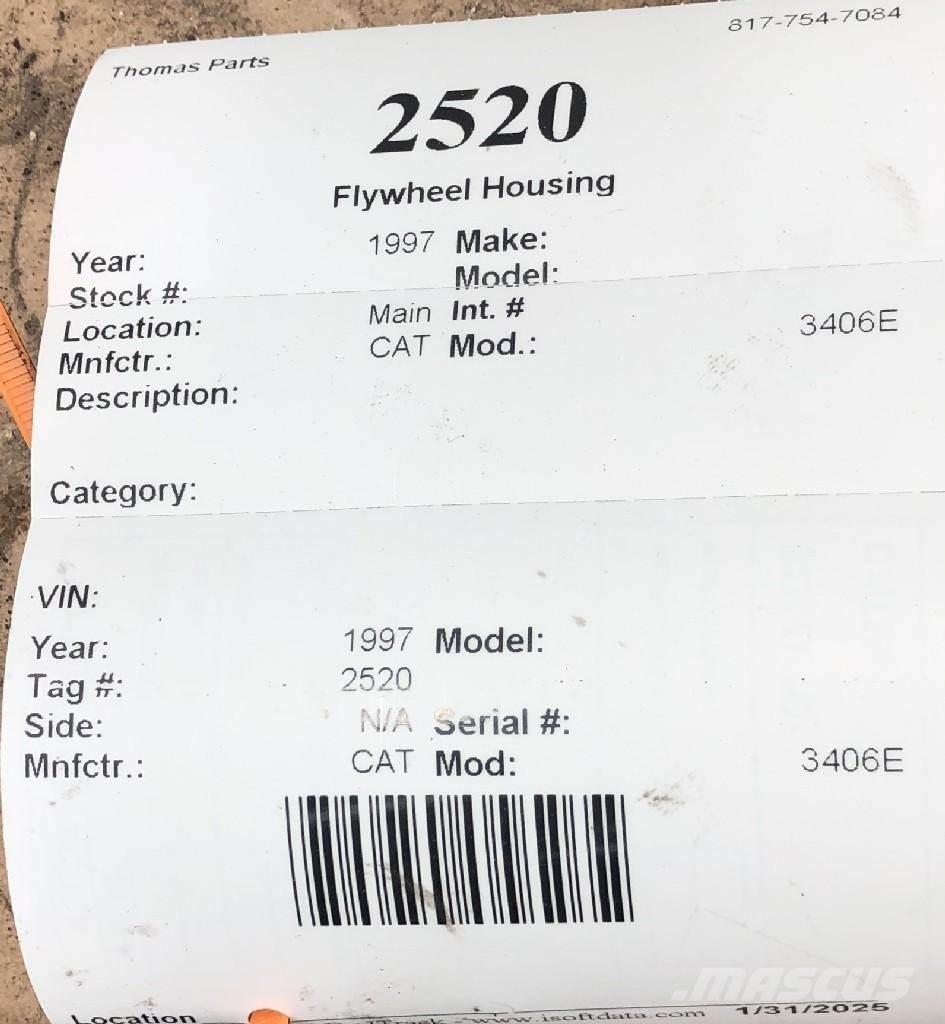 817-754-7084
Thomas Parts
2520
Flywheel Housing
Year: 1997 Make:
Model:
Stock #:
Location: Main Int. #
Mnfctr.: CAT Mod.: 3406E
Description:
Category:
VIN:
Year: 1997 Model:
Tag #: 2520
Side: N/A Serial #:
Mnfctr.: CAT Mod: 3406E
Location www.isoftdata.com 1/31/2025
.MASCUS